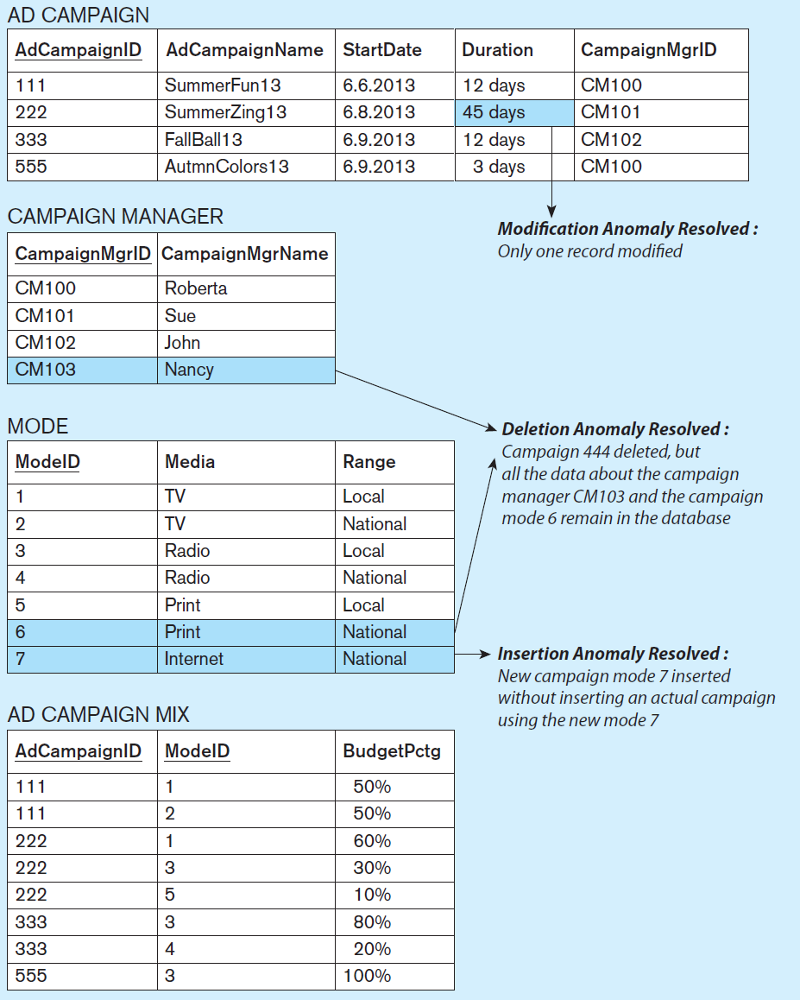 AD CAMPAIGN
AdCampaignID AdCampaignName StartDate Duration CampaignMgrID
111 SummerFun13 6.6.2013 12 days CM100
222 SummerZing13 6.8.2013 45 days CM101
333 FallBall13 6.9.2013 12 days CM102
555 AutmnColors13 6.9.2013 3 days CM100
Modification Anomaly Resolved :
Only one record modified
CAMPAIGN MANAGER
CampaignMgrID CampaignMgrName
CM100 Roberta
CM101 Sue
CM102 John
CM103 Nancy
Deletion Anomaly Resolved :
Campaign 444 deleted, but
all the data about the campaign
manager CM103 and the campaign
mode 6 remain in the database
MODE
ModeID Media Range
1 TV Local
2 TV National
3 Radio Local
4 Radio National
5 Print Local
6 Print National
7 Internet National
Insertion Anomaly Resolved :
New campaign mode 7 inserted
without inserting an actual campaign
using the new mode 7
AD CAMPAIGN MIX
AdCampaignID ModeID BudgetPctg
111 1 50%
111 2 50%
222 1 60%
222 3 30%
222 5 10%
333 3 80%
333 4 20%
555 3 100%